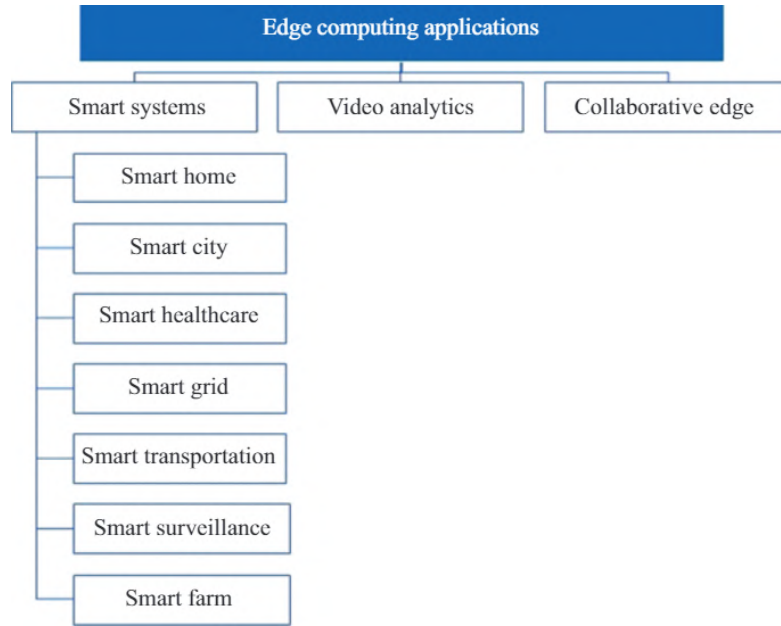 Edge computing applications
Smart systems
Video analytics
Collaborative edge
Smart home
Smart city
Smart healthcare
Smart grid
Smart transportation
Smart surveillance
Smart farm